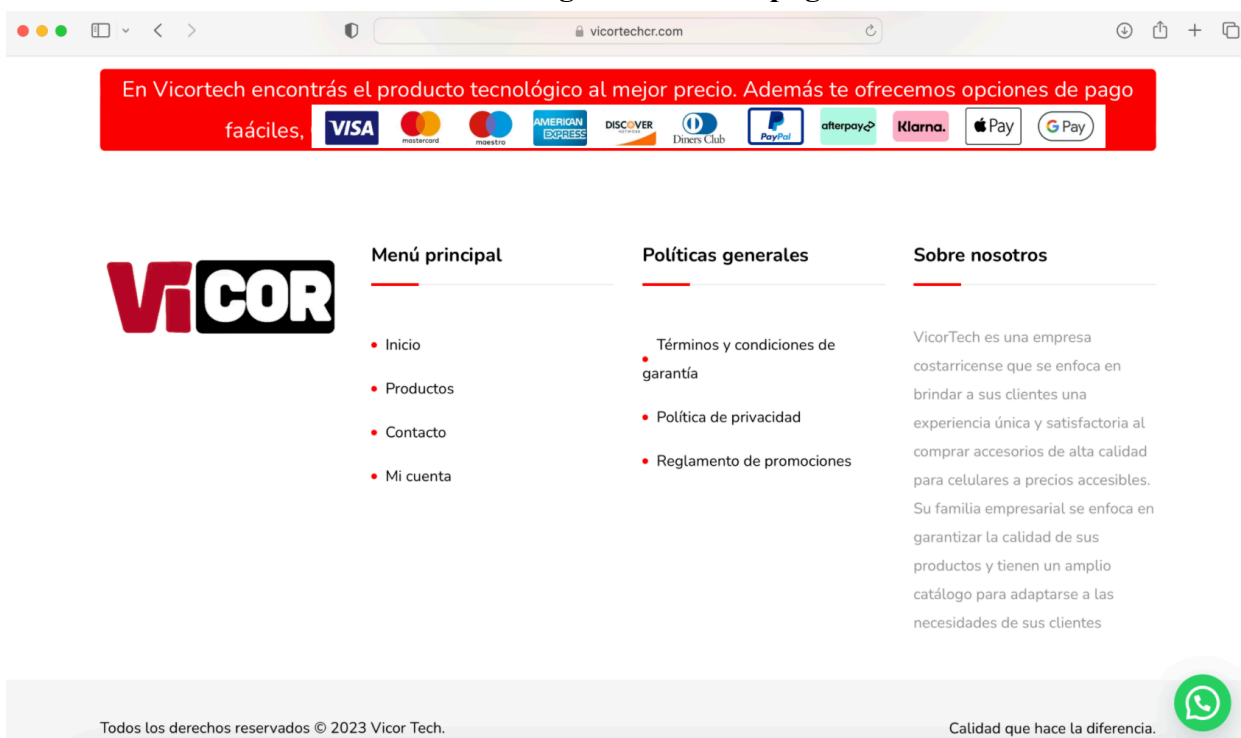 vicortechcr.com
En Vicortech encontrás el producto tecnológico al mejor precio. Además te ofrecemos opciones de pago
faáciles,
VISA mastercard maestro AMERICAN EXPRESS DISCOVER NETWORK Diners Club PayPal afterpay Klarna. Pay G Pay
ViCOR
Menú principal
Inicio
Productos
Contacto
Mi cuenta
Políticas generales
Términos y condiciones de
garantía
Política de privacidad
Reglamento de promociones
Sobre nosotros
VicorTech es una empresa
costarricense que se enfoca en
brindar a sus clientes una
experiencia única y satisfactoria al
comprar accesorios de alta calidad
para celulares a precios accesibles.
Su familia empresarial se enfoca en
garantizar la calidad de sus
productos y tienen un amplio
catálogo para adaptarse a las
necesidades de sus clientes
Todos los derechos reservados © 2023 Vicor Tech.
Calidad que hace la diferencia.